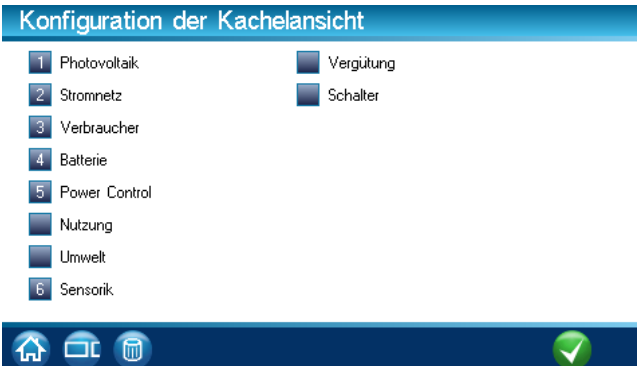 Konfiguration der Kachelansicht
1 Photovoltaik
2 Stromnetz
3 Verbraucher
4 Batterie
5 Power Control
Nutzung
Umwelt
6 Sensorik
Vergütung
Schalter